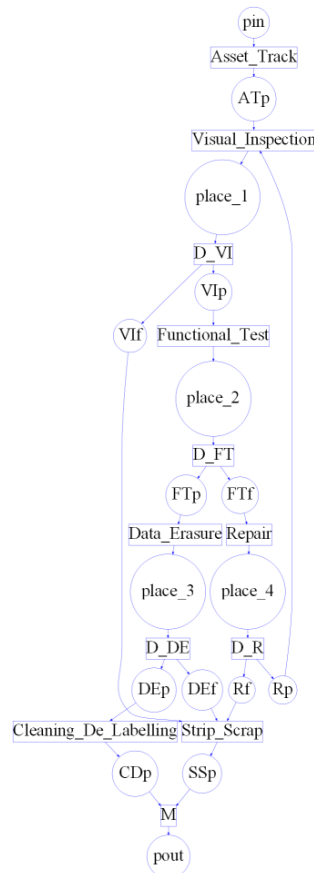 pin
Asset_Track
ATp
Visual_Inspection
place_1
D_VI
VIp
VIf
Functional_Test
place_2
D_FT
FTp FTf
Data_Erasure Repair
place_3 place_4
D_DE D_R
DEp DEf Rf Rp
Cleaning_De_Labelling Strip_Scrap
CDp SSp
M
pout